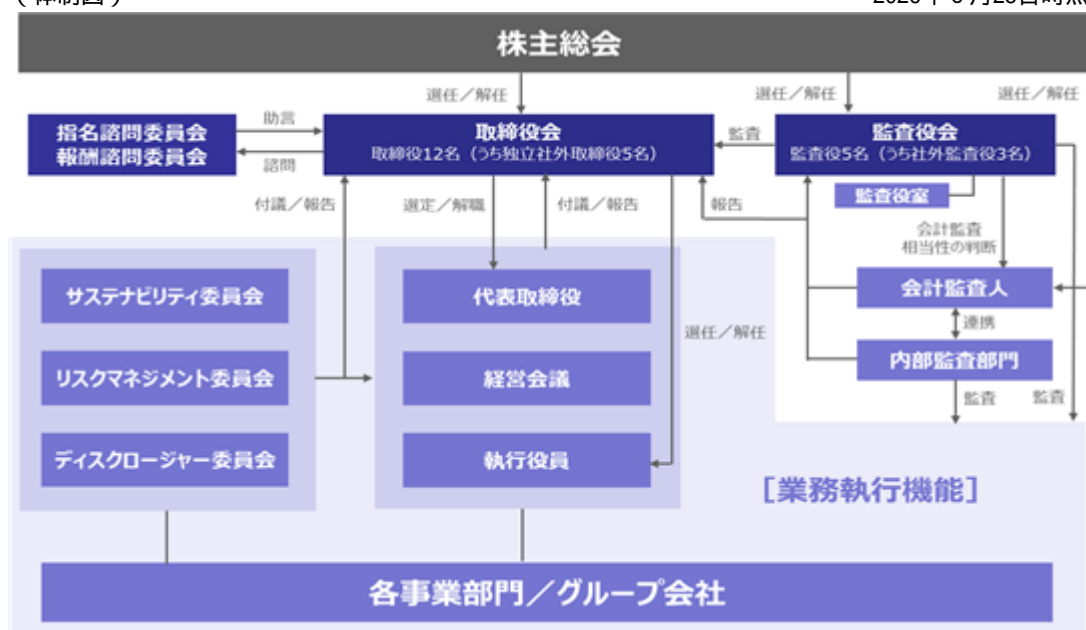 (体制図)
株主総会
選任／解任
選任／解任
選任／解任
指名諮問委員会
報酬諮問委員会
助言
諮問
取締役会
取締役12名（うち独立社外取締役5名）
監査
監査役会
監査役5名（うち社外監査役3名）
監査役室
付議／報告
選定／解職
付議／報告
報告
会計監査
相当性の判断
サステナビリティ委員会
代表取締役
会計監査人
選任／解任
連携
リスクマネジメント委員会
経営会議
内部監査部門
監査
監査
ディスクロージャー委員会
執行役員
［業務執行機能］
各事業部門／グループ会社